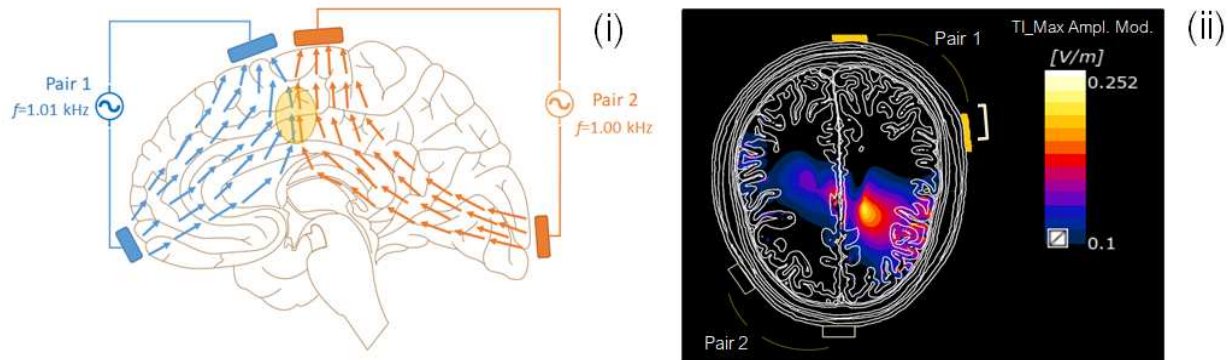 (i)
Pair 1
f=1.01 kHz
Pair 2
f=1.00 kHz
(ii)
TI_Max Ampl. Mod.
[V/m]
0.252
0.1
Pair 1
Pair 2